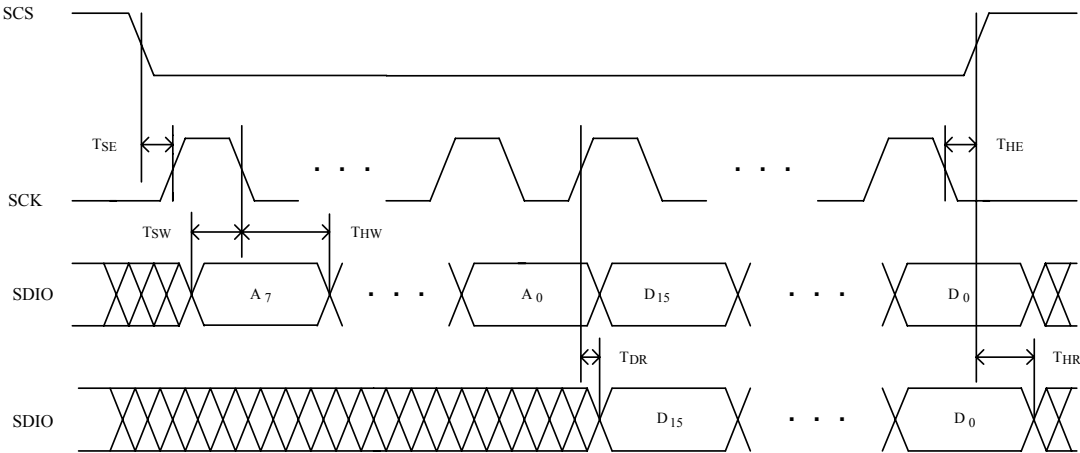 SCS
TSE
THE
SCK
TSW
THW
SDIO
A7
. . .
A0
D15
. . .
D0
TDR
THR
SDIO
D15
. . .
D0